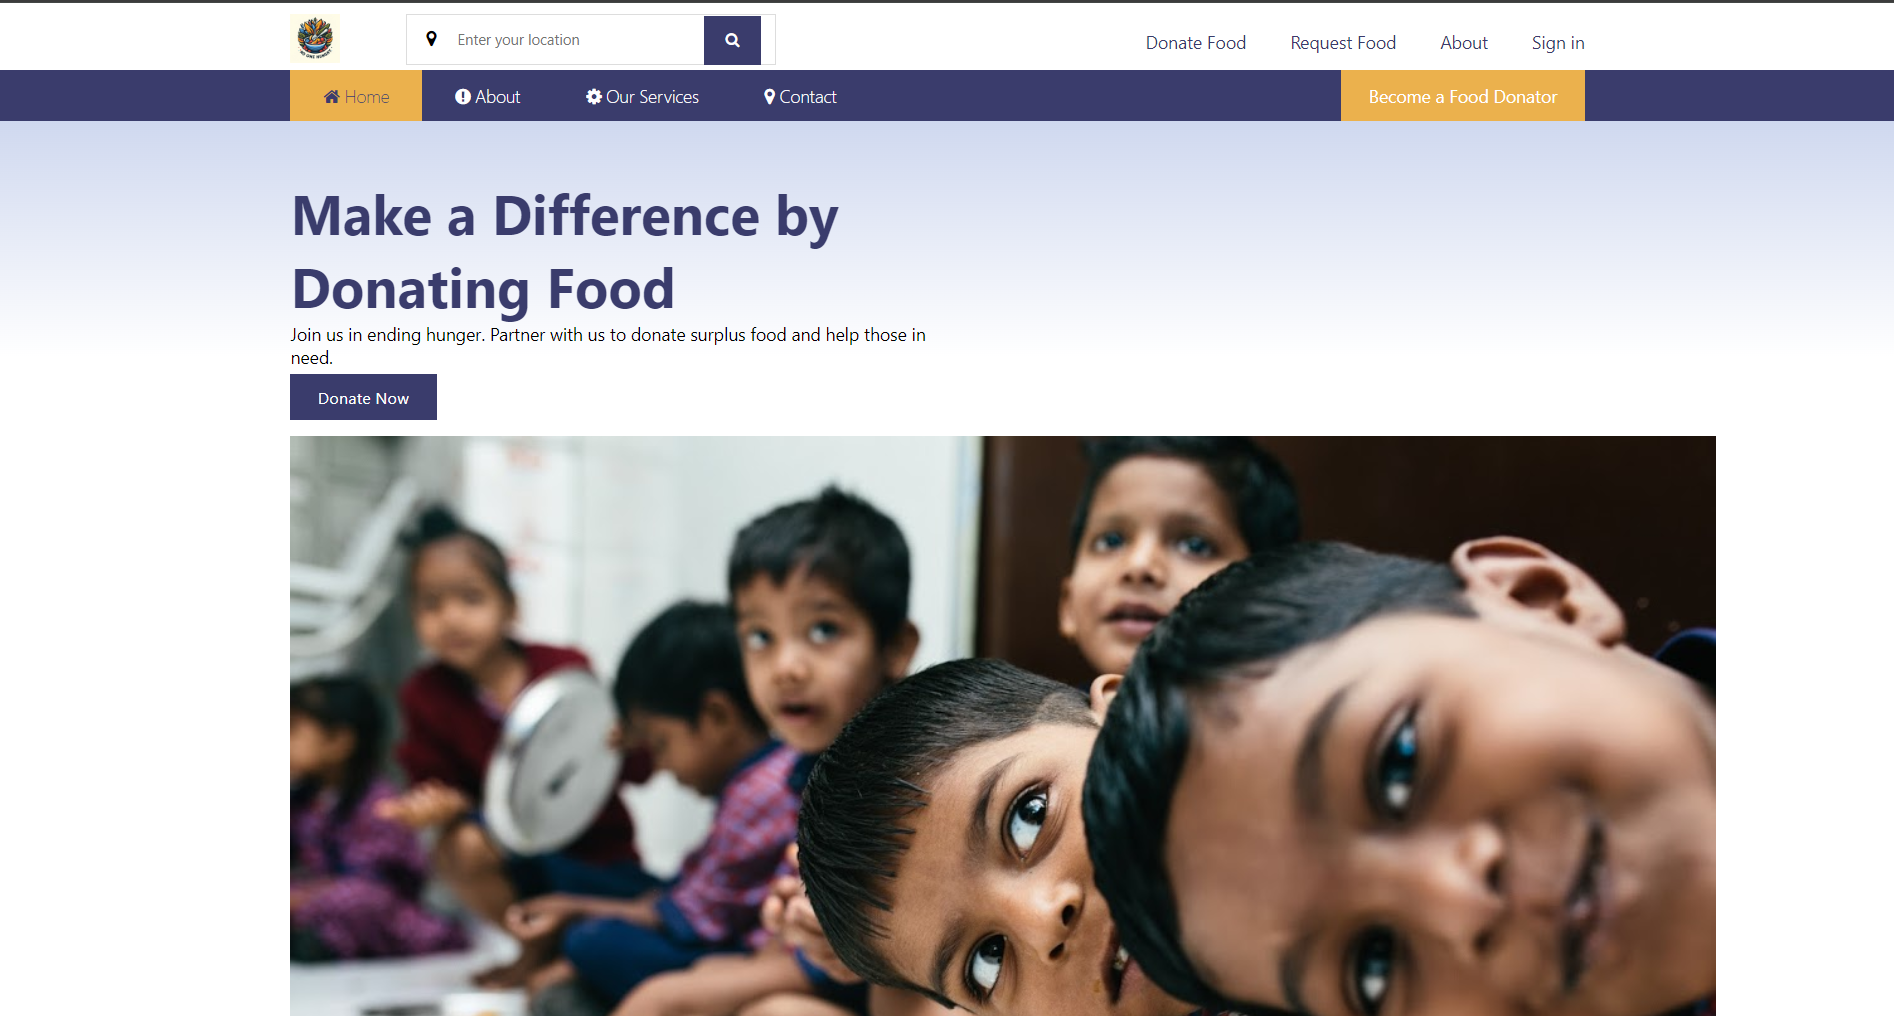 Enter your location
Donate Food
Request Food
About
Sign in
Home
About
Our Services
Contact
Become a Food Donator
Make a Difference by
Donating Food
Join us in ending hunger. Partner with us to donate surplus food and help those in
need.
Donate Now